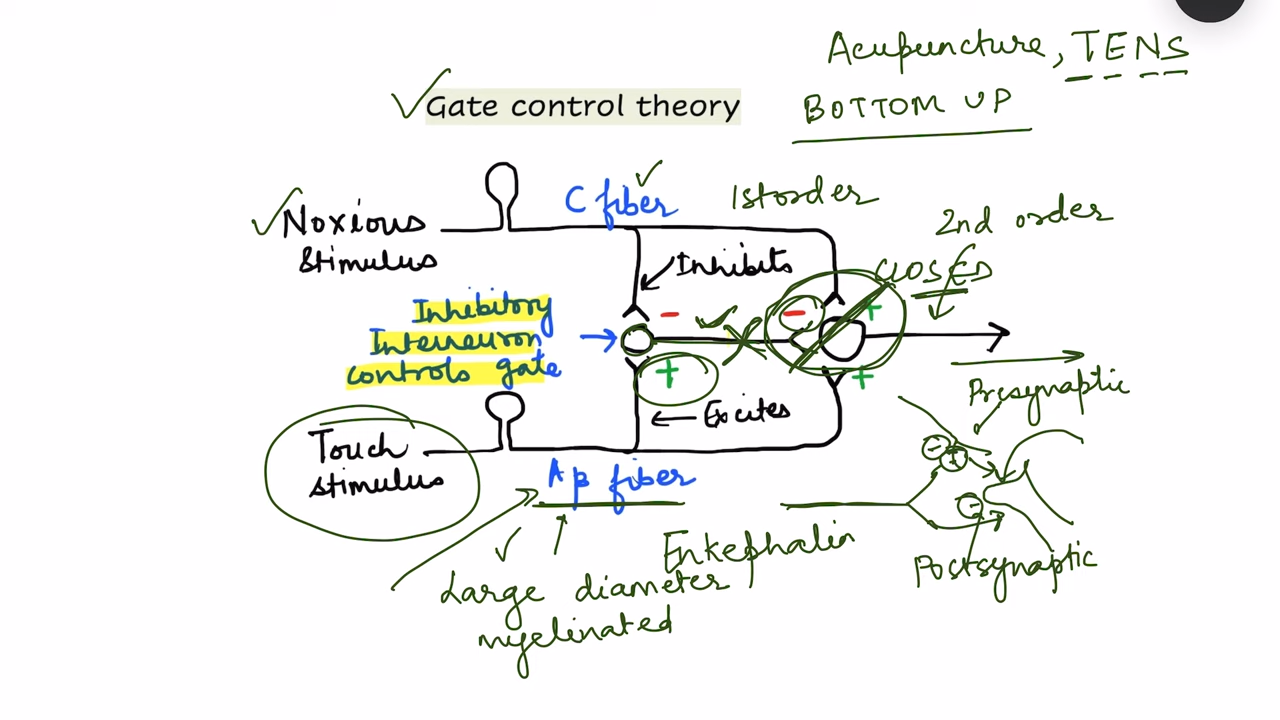 Acupuncture, TENS
Gate control theory
BOTTOM UP
C fiber
1st order
Noxious
stimulus
2nd order
Inhibits
CLOSED
Inhibitory
Interneuron
controls gate
- - +
+ +
Presynaptic
Excites
Touch
stimulus
- +
-
Aβ fiber
Enkephalin
Postsynaptic
Large diameter
myelinated